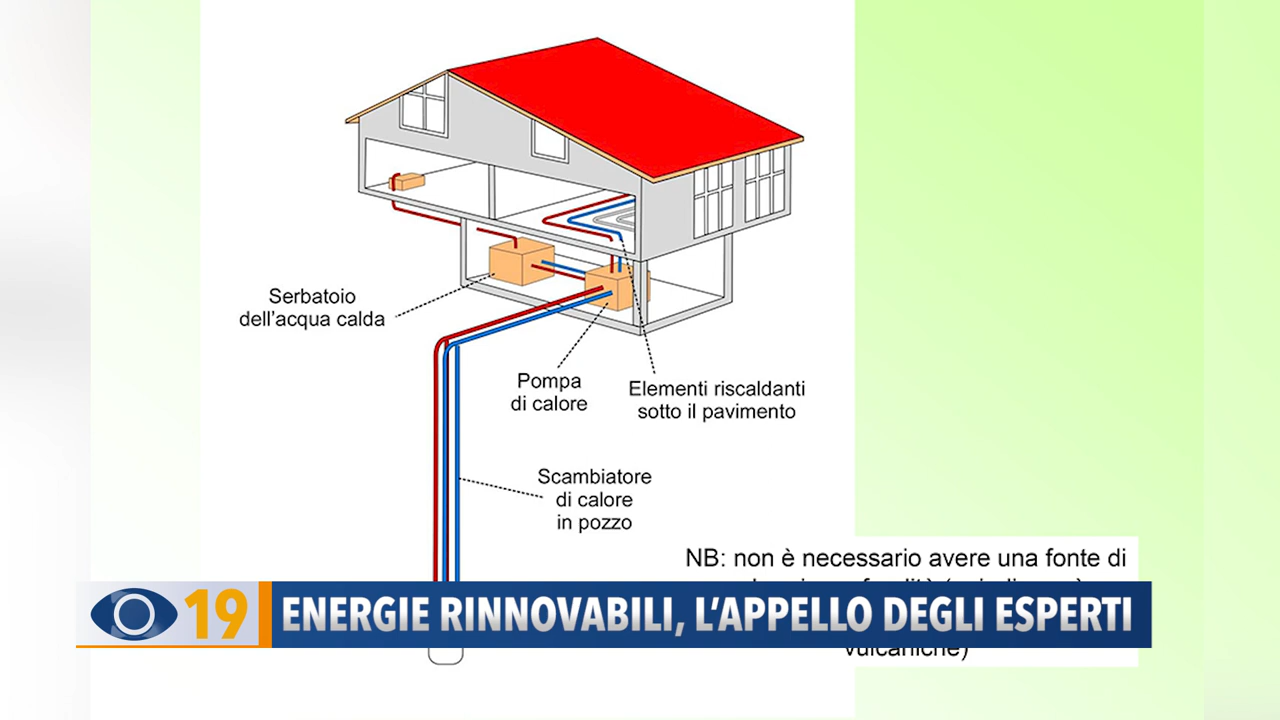 Serbatoio
dell'acqua calda
Pompa
di calore
Elementi riscaldanti
sotto il pavimento
Scambiatore
di calore
in pozzo
NB: non è necessario avere una fonte di
19
ENERGIE RINNOVABILI, L'APPELLO DEGLI ESPERTI
vulcaniche)